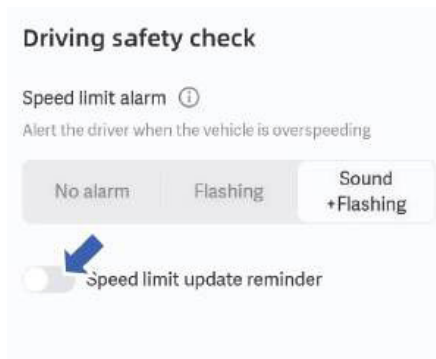 Driving safety check
Speed limit alarm
Alert the driver when the vehicle is overspeeding
No alarm
Flashing
Sound
+Flashing
Speed limit update reminder